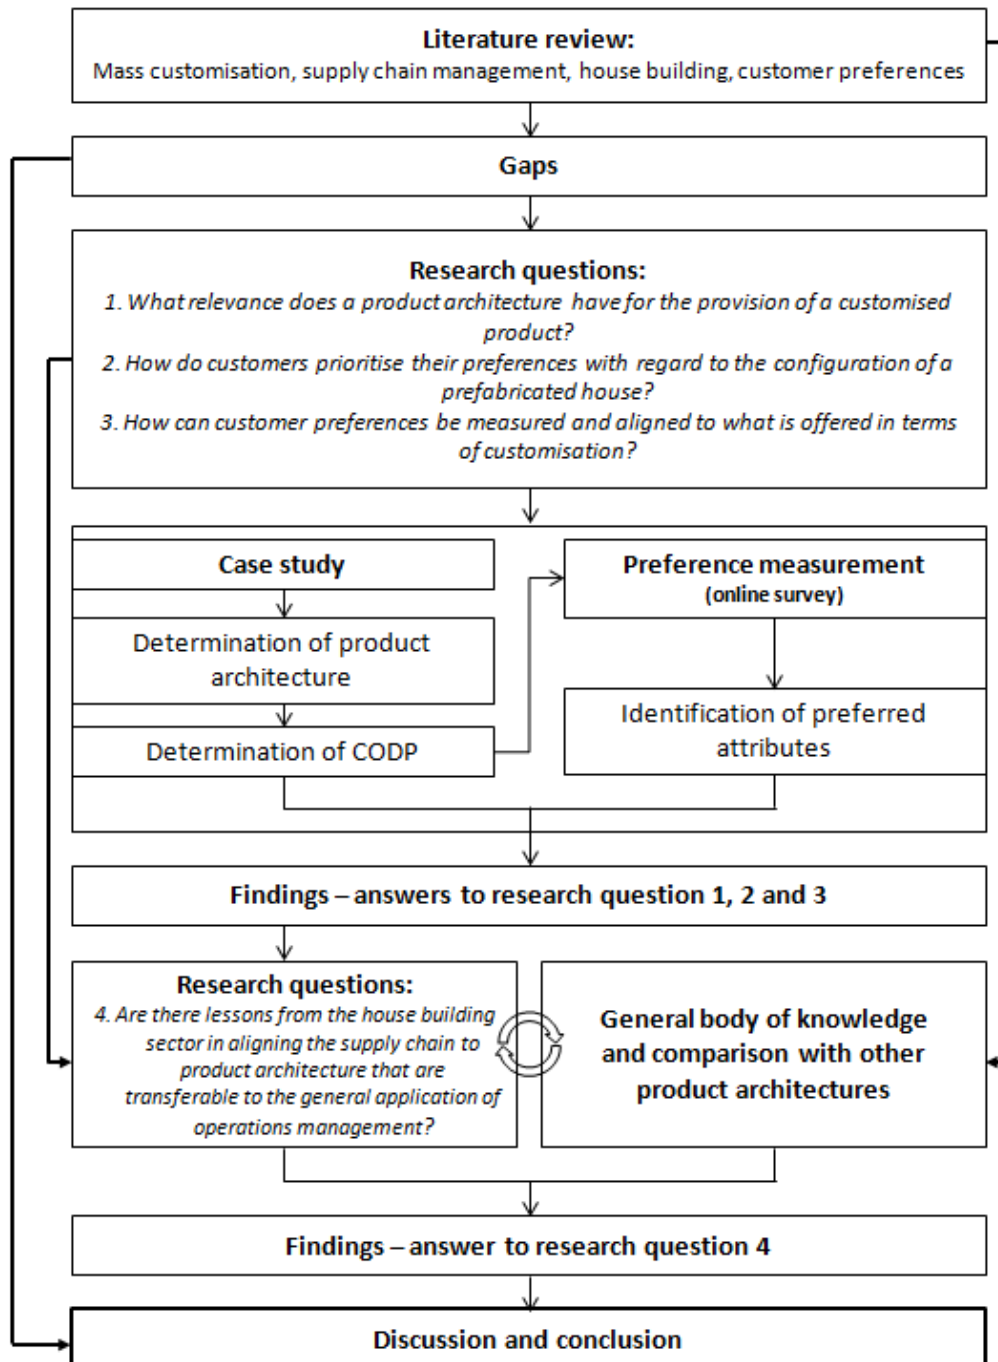 Literature review:
Mass customisation, supply chain management, house building, customer preferences
Gaps
Research questions:
1. What relevance does a product architecture have for the provision of a customised
product?
2. How do customers prioritise their preferences with regard to the configuration of a
prefabricated house?
3. How can customer preferences be measured and aligned to what is offered in terms
of customisation?
Case study
Determination of product
architecture
Determination of CODP
Preference measurement
(online survey)
Identification of preferred
attributes
Findings – answers to research question 1, 2 and 3
Research questions:
4. Are there lessons from the house building
sector in aligning the supply chain to
product architecture that are
transferable to the general application of
operations management?
General body of knowledge
and comparison with other
product architectures
Findings – answer to research question 4
Discussion and conclusion